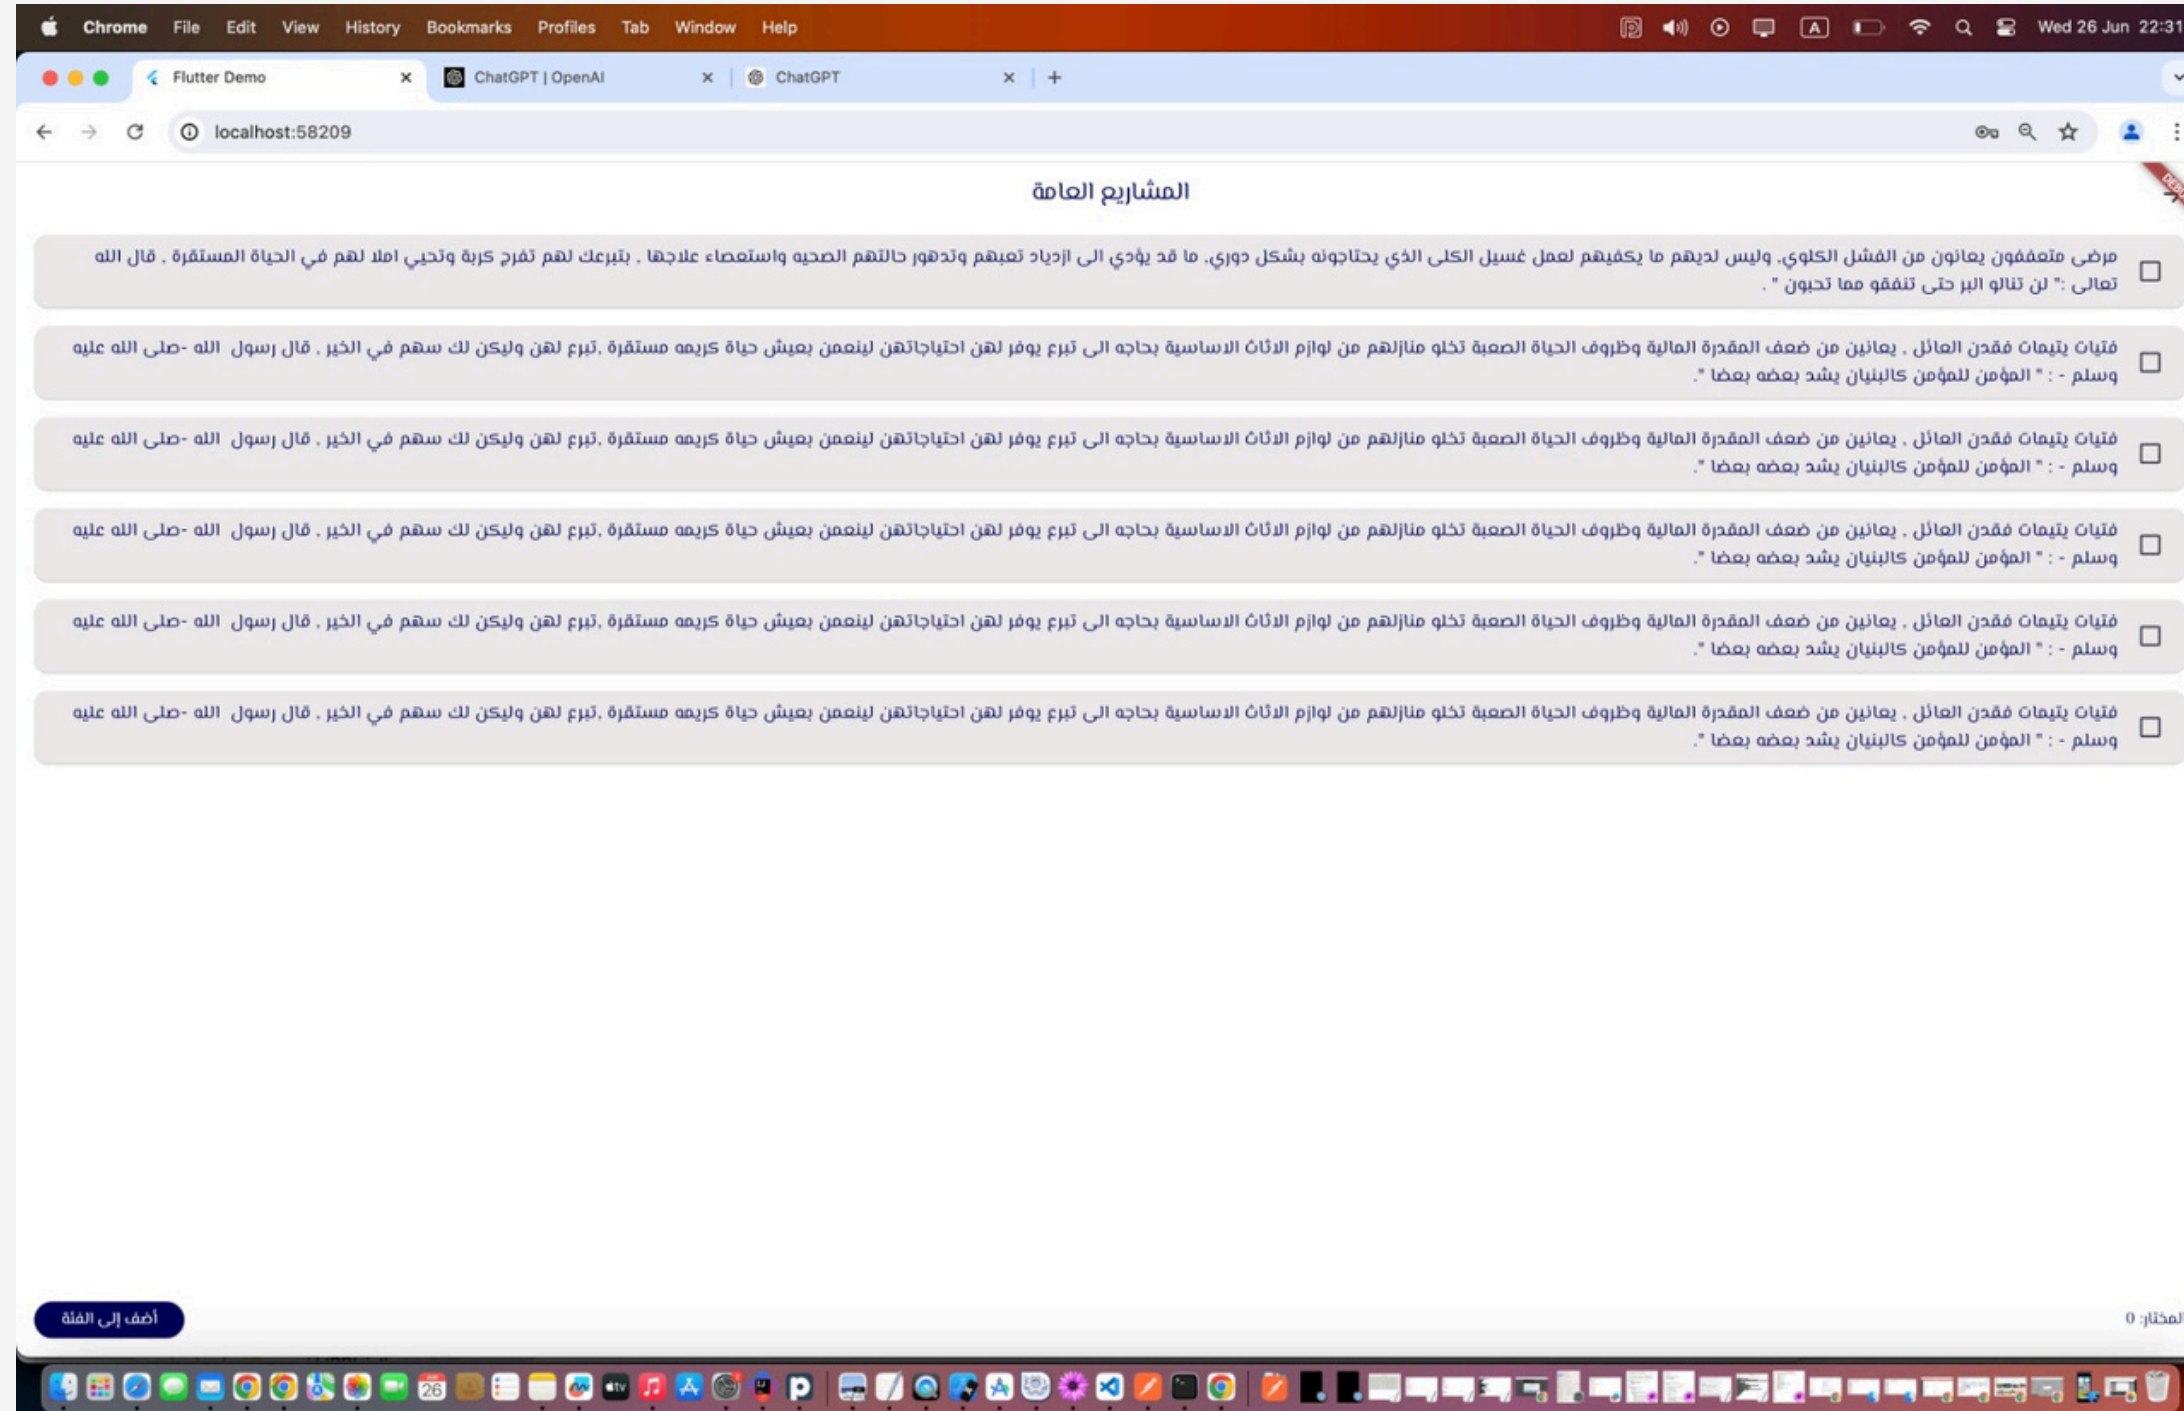 Chrome File Edit View History Bookmarks Profiles Tab Window Help A Wed 26 Jun 22:31
Flutter Demo ChatGPT | OpenAI ChatGPT
localhost:58209
المشاريع العامة
مرضى متعففون يعانون من الفشل الكلوي، وليس لديهم ما يكفيهم لعمل غسيل الكلى الذي يحتاجونه بشكل دوري، ما قد يؤدي الى ازدياد تعبهم وتدهور حالتهم الصحيه واستعصاء علاجها , بتبرعك لهم تفرج كربة وتحيي املا لهم في الحياة المستقرة , قال الله
تعالى :" لن تنالو البر حتى تنفقو مما تحبون " .
فتيات يتيمات فقدن العائل , يعانين من ضعف المقدرة المالية وظروف الحياة الصعبة تخلو منازلهم من لوازم الاثاث الاساسية بحاجه الى تبرع يوفر لهن احتياجاتهن لينعمن بعيش حياة كريمه مستقرة ,تبرع لهن وليكن لك سهم في الخير , قال رسول الله -صلى الله عليه
وسلم - : " المؤمن للمؤمن كالبنيان يشد بعضه بعضا ".
فتيات يتيمات فقدن العائل , يعانين من ضعف المقدرة المالية وظروف الحياة الصعبة تخلو منازلهم من لوازم الاثاث الاساسية بحاجه الى تبرع يوفر لهن احتياجاتهن لينعمن بعيش حياة كريمه مستقرة ,تبرع لهن وليكن لك سهم في الخير , قال رسول الله -صلى الله عليه
وسلم - : " المؤمن للمؤمن كالبنيان يشد بعضه بعضا ".
فتيات يتيمات فقدن العائل , يعانين من ضعف المقدرة المالية وظروف الحياة الصعبة تخلو منازلهم من لوازم الاثاث الاساسية بحاجه الى تبرع يوفر لهن احتياجاتهن لينعمن بعيش حياة كريمه مستقرة ,تبرع لهن وليكن لك سهم في الخير , قال رسول الله -صلى الله عليه
وسلم - : " المؤمن للمؤمن كالبنيان يشد بعضه بعضا ".
فتيات يتيمات فقدن العائل , يعانين من ضعف المقدرة المالية وظروف الحياة الصعبة تخلو منازلهم من لوازم الاثاث الاساسية بحاجه الى تبرع يوفر لهن احتياجاتهن لينعمن بعيش حياة كريمه مستقرة ,تبرع لهن وليكن لك سهم في الخير , قال رسول الله -صلى الله عليه
وسلم - : " المؤمن للمؤمن كالبنيان يشد بعضه بعضا ".
فتيات يتيمات فقدن العائل , يعانين من ضعف المقدرة المالية وظروف الحياة الصعبة تخلو منازلهم من لوازم الاثاث الاساسية بحاجه الى تبرع يوفر لهن احتياجاتهن لينعمن بعيش حياة كريمه مستقرة ,تبرع لهن وليكن لك سهم في الخير , قال رسول الله -صلى الله عليه
وسلم - : " المؤمن للمؤمن كالبنيان يشد بعضه بعضا ".
المختار: 0
أضف إلى الفئة
26 tv